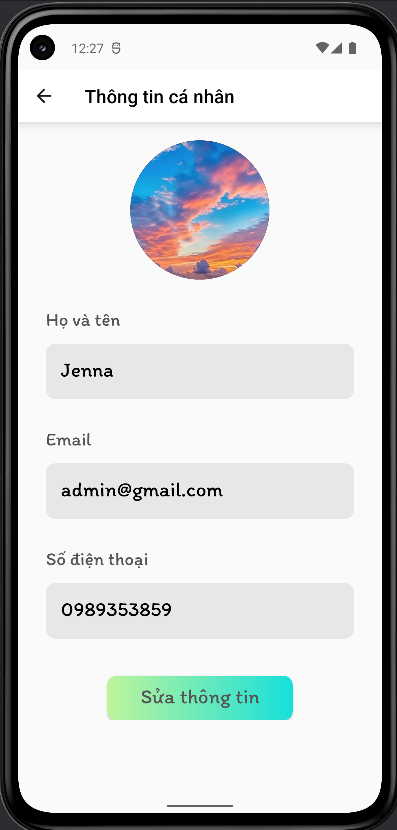 12:27
Thông tin cá nhân
Họ và tên
Jenna
Email
admin@gmail.com
Số điện thoại
0989353859
Sửa thông tin